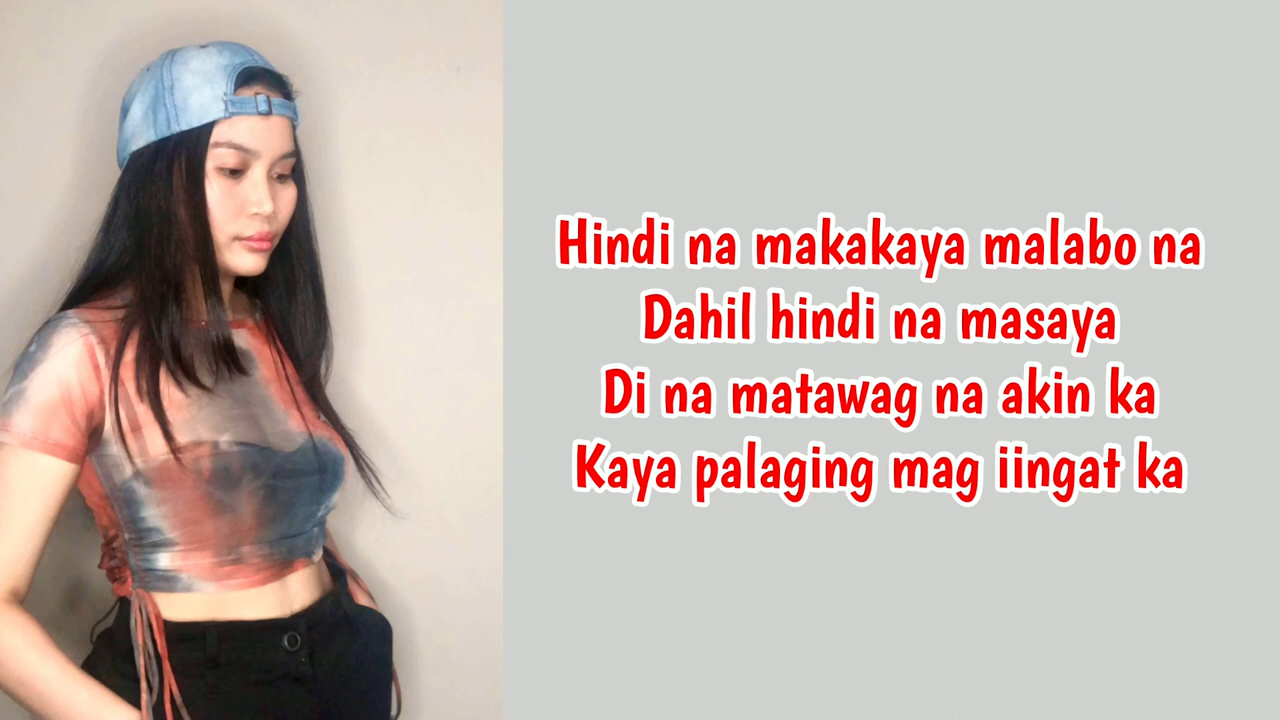 Hindi na makakaya malabo na
Dahil hindi na masaya
Di na matawag na akin ka
Kaya palaging mag iingat ka